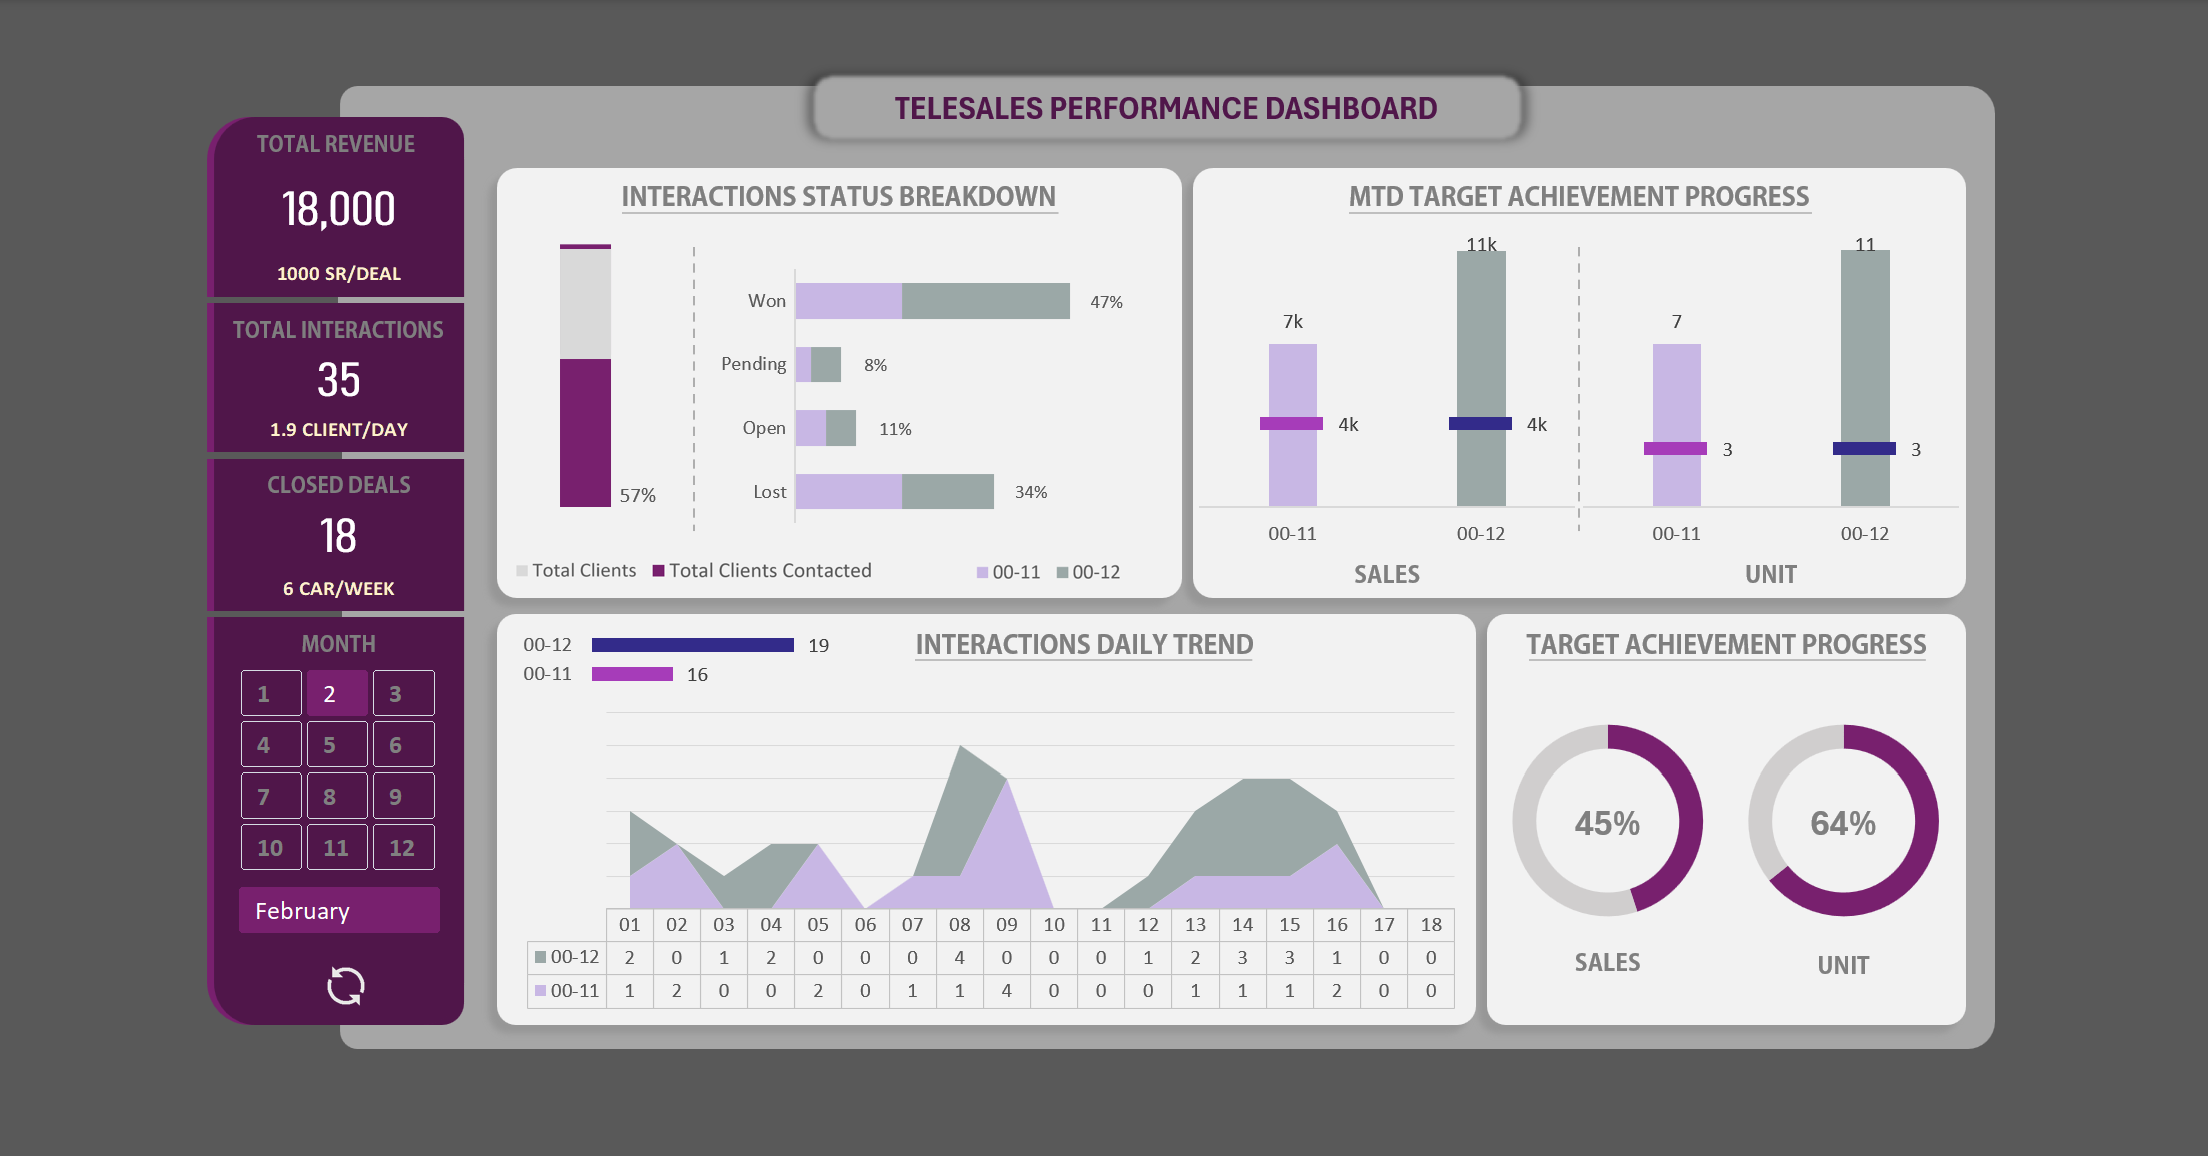 TELESALES PERFORMANCE DASHBOARD
TOTAL REVENUE
18,000
1000 SR/DEAL
TOTAL INTERACTIONS
35
1.9 CLIENT/DAY
CLOSED DEALS
18
6 CAR/WEEK
MONTH
1 2 3
4 5 6
7 8 9
10 11 12
February
INTERACTIONS STATUS BREAKDOWN
57%
Won 47%
Pending 8%
Open 11%
Lost 34%
Total Clients Total Clients Contacted
00-11 00-12
MTD TARGET ACHIEVEMENT PROGRESS
7k
4k
11k
4k
00-11 00-12
SALES
7
3
11
3
00-11 00-12
UNIT
INTERACTIONS DAILY TREND
00-12 19
00-11 16
01 02 03 04 05 06 07 08 09 10 11 12 13 14 15 16 17 18
00-12 2 0 1 2 0 0 0 4 0 0 0 1 2 3 3 1 0 0
00-11 1 2 0 0 2 0 1 1 4 0 0 0 1 1 1 2 0 0
TARGET ACHIEVEMENT PROGRESS
45%
SALES
64%
UNIT